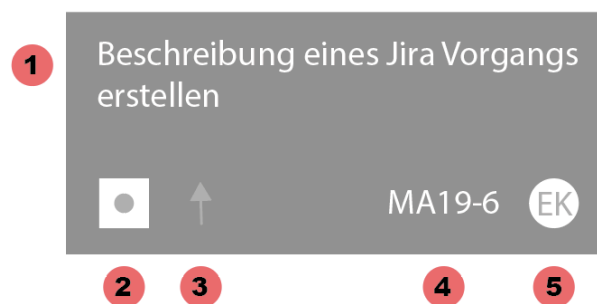 1
Beschreibung eines Jira Vorgangs
erstellen
MA19-6 EK
2 3 4 5